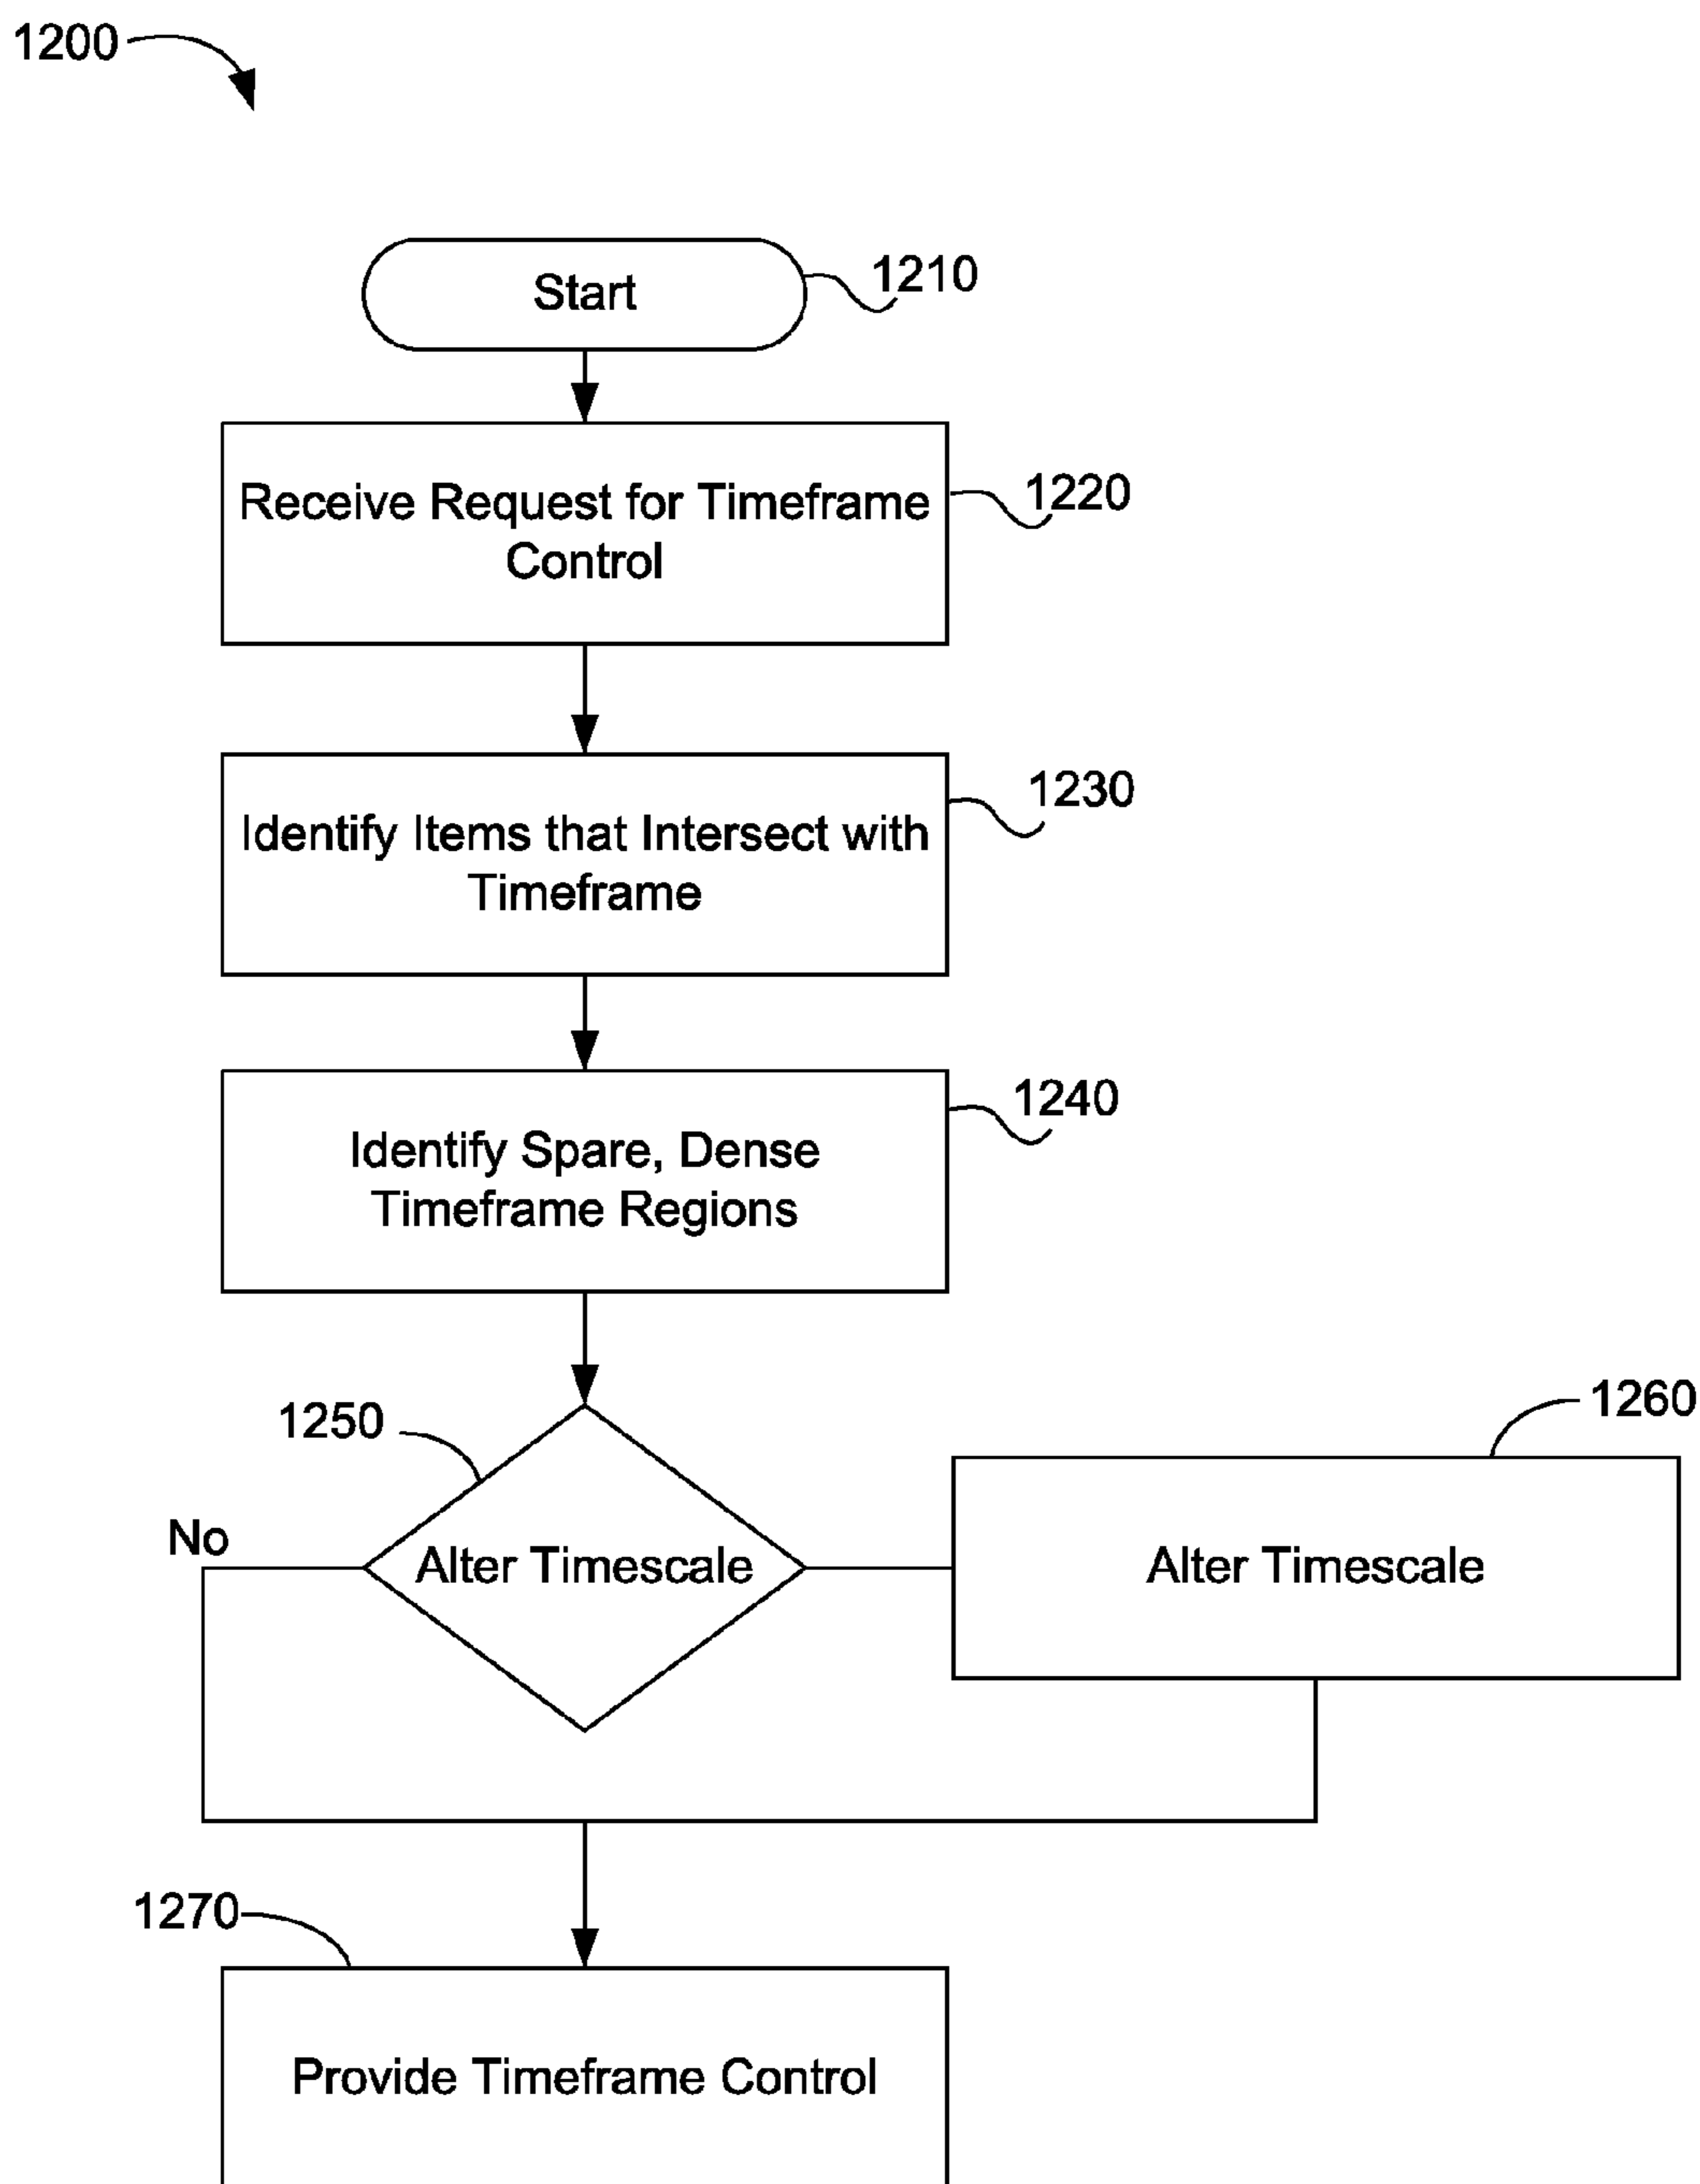 1200
Start
1210
Receive Request for Timeframe
Control
1220
Identify Items that Intersect with
Timeframe
1230
Identify Spare, Dense
Timeframe Regions
1240
1250
Alter Timescale
No
1260
Alter Timescale
1270
Provide Timeframe Control